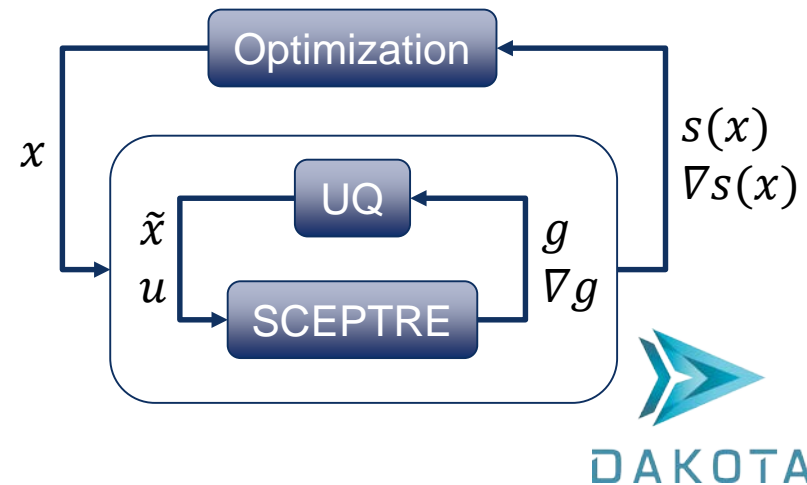 Optimization
x
s(x)
∇s(x)
UQ
x̃
u
g
∇g
SCEPTRE
DAKOTA